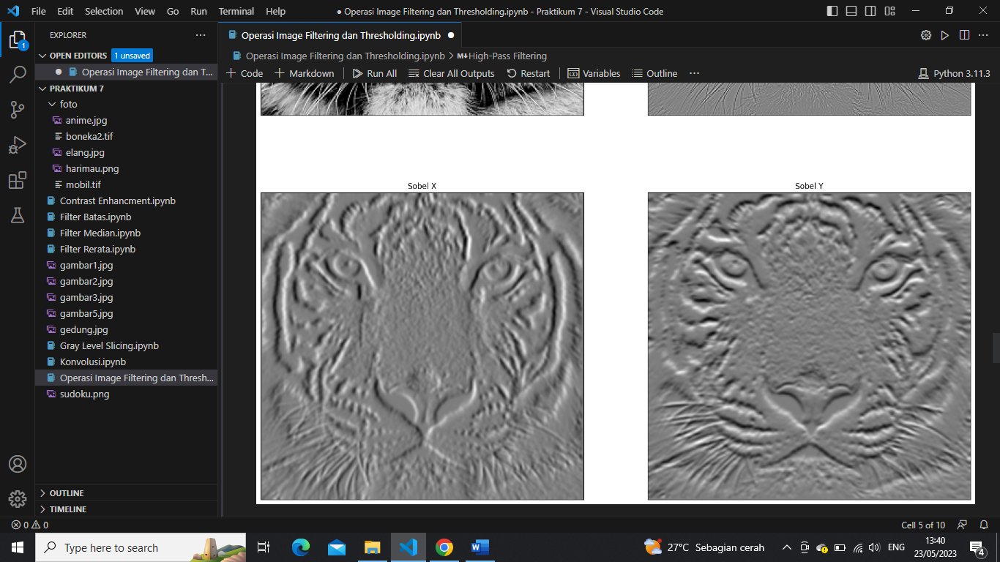 File Edit Selection View Go Run Terminal Help
● Operasi Image Filtering dan Thresholding.ipynb - Praktikum 7 - Visual Studio Code
EXPLORER
OPEN EDITORS 1 unsaved
Operasi Image Filtering dan T...
PRAKTIKUM 7
foto
anime.jpg
boneka2.tif
elang.jpg
harimau.png
mobil.tif
Contrast Enhancment.ipynb
Filter Batas.ipynb
Filter Median.ipynb
Filter Rerata.ipynb
gambar1.jpg
gambar2.jpg
gambar3.jpg
gambar5.jpg
gedung.jpg
Gray Level Slicing.ipynb
Konvolusi.ipynb
Operasi Image Filtering dan Thresh...
sudoku.png
OUTLINE
TIMELINE
1
Operasi Image Filtering dan Thresholding.ipynb
Operasi Image Filtering dan Thresholding.ipynb > M↓High-Pass Filtering
+ Code + Markdown Run All Clear All Outputs Restart Variables Outline ...
Python 3.11.3
Sobel X
Sobel Y
0 0
Cell 5 of 10
Type here to search
27°C Sebagian cerah
ENG
13:40
23/05/2023
4